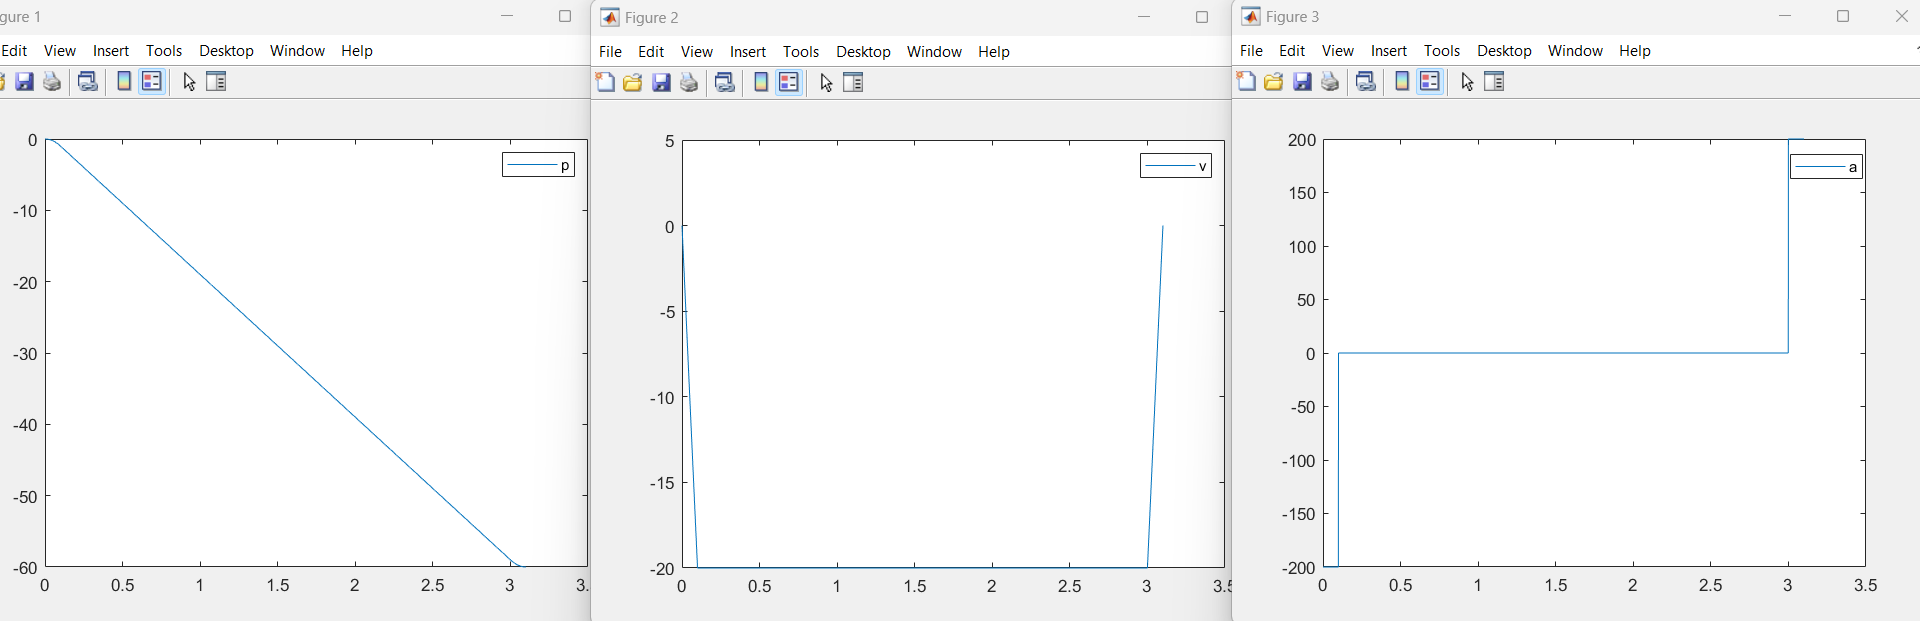 gure 1
Edit View Insert Tools Desktop Window Help
0
-10
-20
-30
-40
-50
-60
0 0.5 1 1.5 2 2.5 3 3.
p
Figure 2
File Edit View Insert Tools Desktop Window Help
5
0
-5
-10
-15
-20
0 0.5 1 1.5 2 2.5 3 3.5
v
Figure 3
File Edit View Insert Tools Desktop Window Help
200
150
100
50
0
-50
-100
-150
-200
0 0.5 1 1.5 2 2.5 3 3.5
a